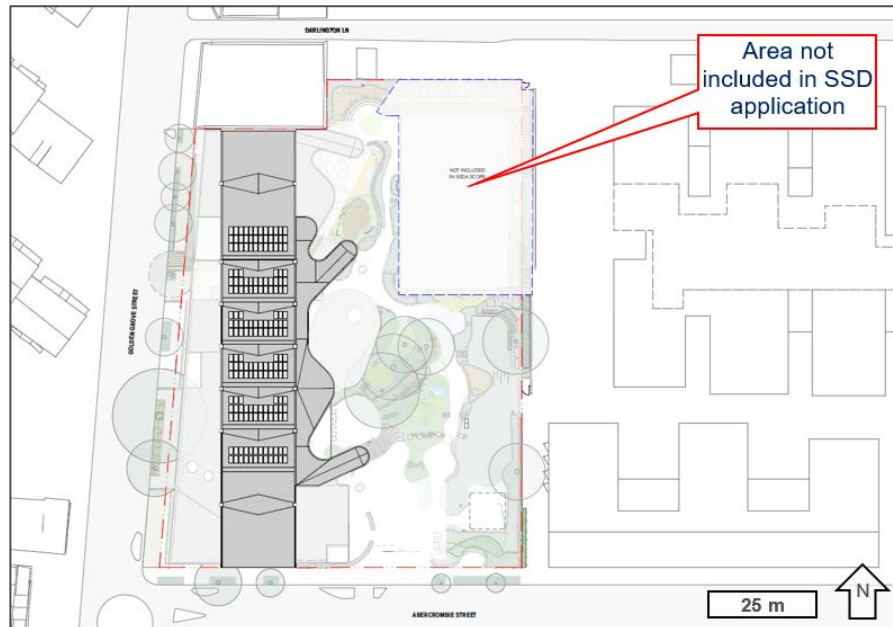 DARLINGTON LN
Area not
included in SSD
application
NOT INCLUDED
IN SSDA SCOPE
GOLDEN GROVE STREET
N
25 m
ABERCROMBIE STREET